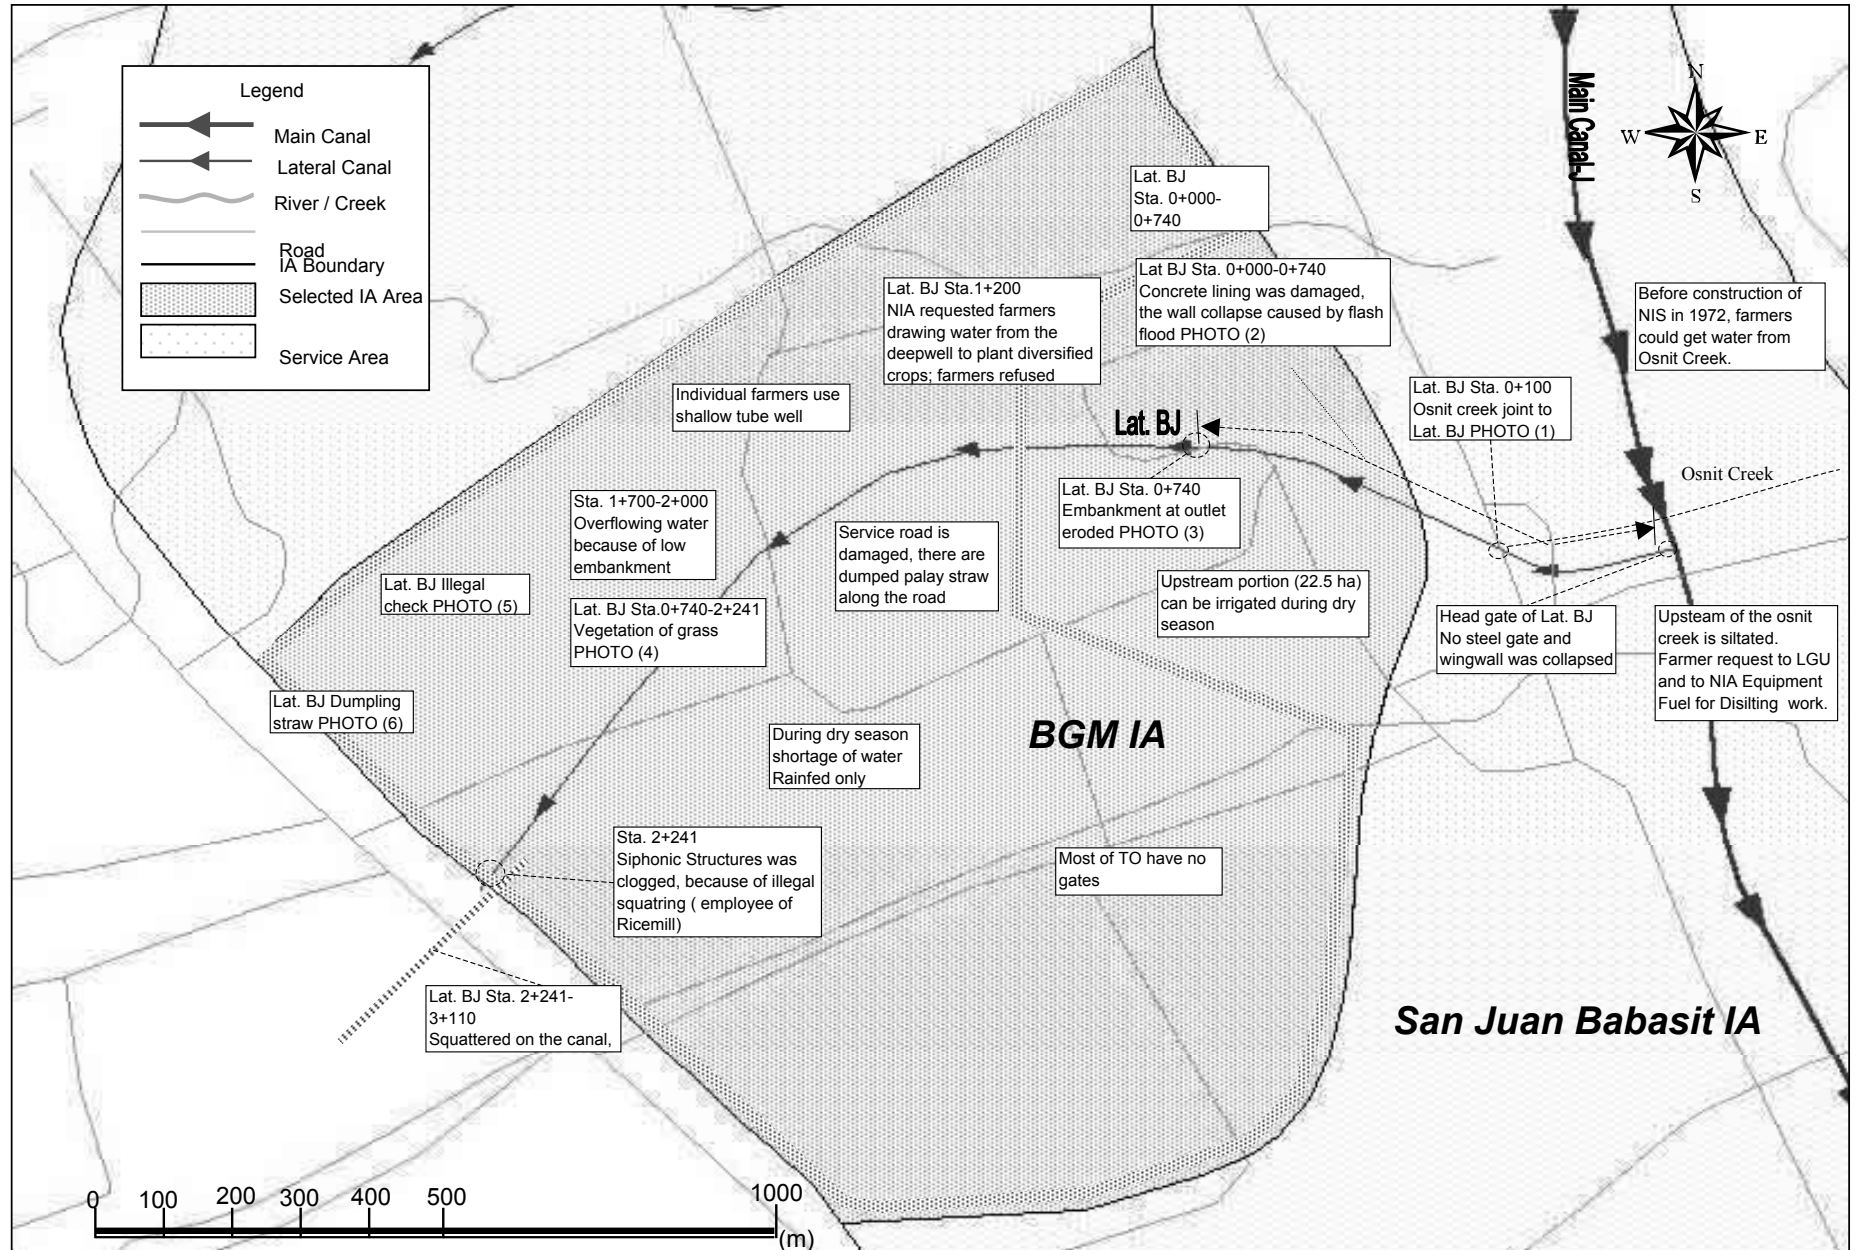 Legend
Main Canal
Lateral Canal
River / Creek
Road
IA Boundary
Selected IA Area
Service Area
Main Canal-J
N
W
E
S
Lat. BJ
Sta. 0+000-
0+740
Lat BJ Sta. 0+000-0+740
Concrete lining was damaged,
the wall collapse caused by flash
flood PHOTO (2)
Lat. BJ Sta.1+200
NIA requested farmers
drawing water from the
deepwell to plant diversified
crops; farmers refused
Before construction of
NIS in 1972, farmers
could get water from
Osnit Creek.
Individual farmers use
shallow tube well
Lat. BJ Sta. 0+100
Osnit creek joint to
Lat. BJ PHOTO (1)
Lat. BJ
Osnit Creek
Lat. BJ Sta. 0+740
Embankment at outlet
eroded PHOTO (3)
Sta. 1+700-2+000
Overflowing water
because of low
embankment
Service road is
damaged, there are
dumped palay straw
along the road
Lat. BJ Illegal
check PHOTO (5)
Lat. BJ Sta.0+740-2+241
Vegetation of grass
PHOTO (4)
Upstream portion (22.5 ha)
can be irrigated during dry
season
Head gate of Lat. BJ
No steel gate and
wingwall was collapsed
Upsteam of the osnit
creek is siltated.
Farmer request to LGU
and to NIA Equipment
Fuel for Disilting work.
Lat. BJ Dumpling
straw PHOTO (6)
BGM IA
During dry season
shortage of water
Rainfed only
Sta. 2+241
Siphonic Structures was
clogged, because of illegal
squatring ( employee of
Ricemill)
Most of TO have no
gates
Lat. BJ Sta. 2+241-
3+110
Squattered on the canal,
San Juan Babasit IA
0 100 200 300 400 500 1000
(m)